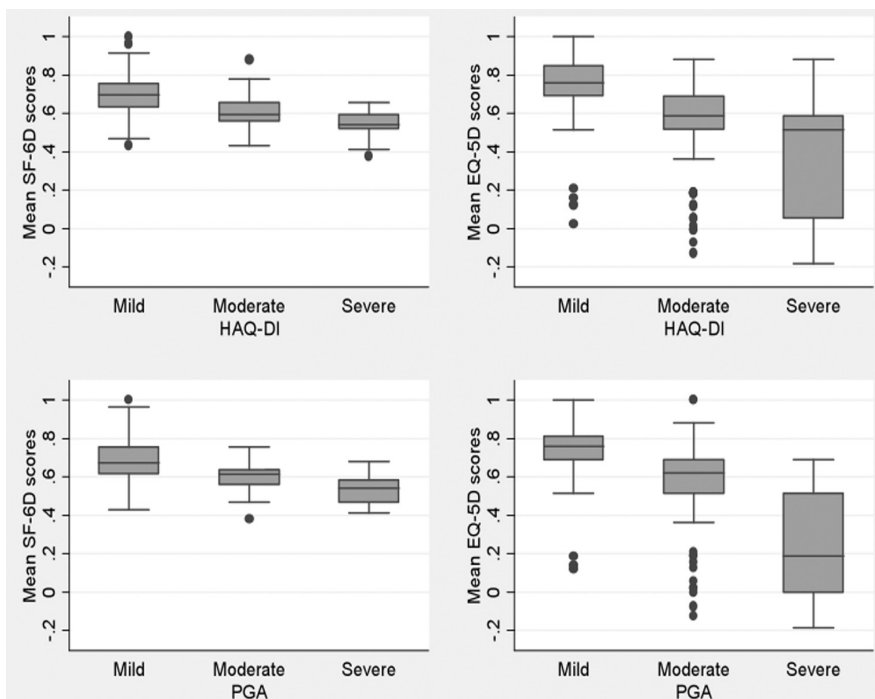 Mean SF-6D scores
1
.8
.6
.4
.2
0
-.2
Mild Moderate Severe
HAQ-DI
Mean EQ-5D scores
1
.8
.6
.4
.2
0
-.2
Mild Moderate Severe
HAQ-DI
Mean SF-6D scores
1
.8
.6
.4
.2
0
-.2
Mild Moderate Severe
PGA
Mean EQ-5D scores
1
.8
.6
.4
.2
0
-.2
Mild Moderate Severe
PGA